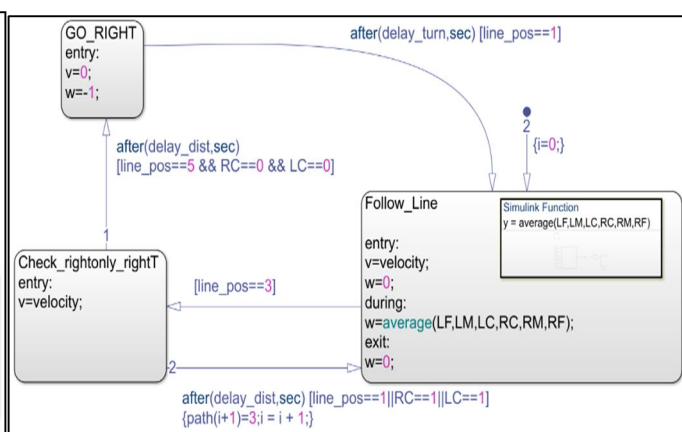 GO_RIGHT
entry:
v=0;
w=-1;
after(delay_turn,sec) [line_pos==1]
2
{i=0;}
after(delay_dist,sec)
[line_pos==5 && RC==0 && LC==0]
1
Follow_Line
entry:
v=velocity;
w=0;
during:
w=average(LF,LM,LC,RC,RM,RF);
exit:
w=0;
Simulink Function
y = average(LF,LM,LC,RC,RM,RF)
Check_rightonly_rightT
entry:
v=velocity;
[line_pos==3]
2
after(delay_dist,sec) [line_pos==1||RC==1||LC==1]
{path(i+1)=3;i = i + 1;}